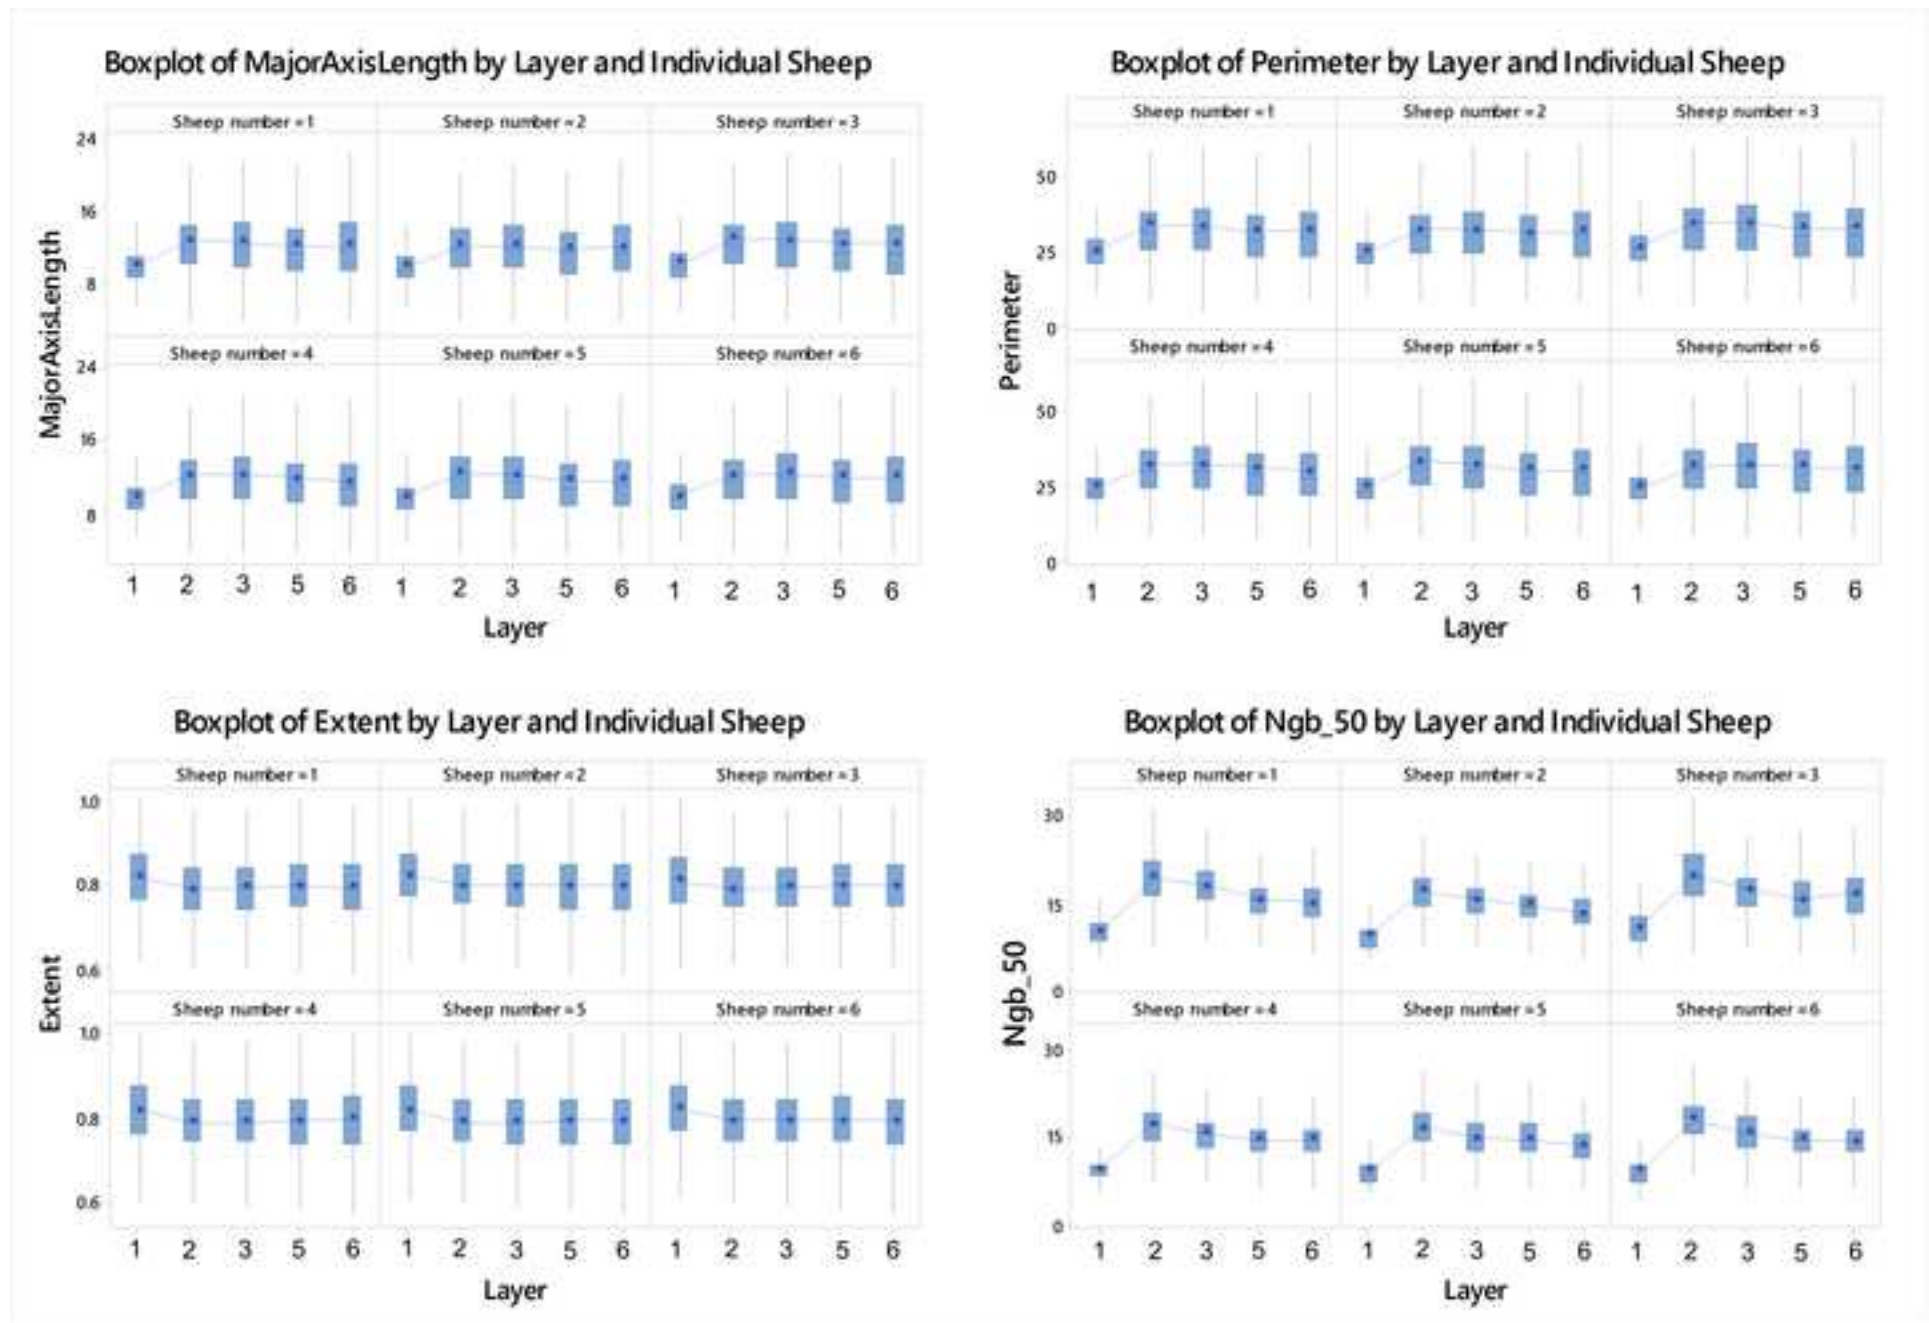 Boxplot of MajorAxisLength by Layer and Individual Sheep
Sheep number = 1 Sheep number = 2 Sheep number = 3
24
16
8
MajorAxisLength
Sheep number = 4 Sheep number = 5 Sheep number = 6
24
16
8
1 2 3 5 6 1 2 3 5 6 1 2 3 5 6
Layer
Boxplot of Perimeter by Layer and Individual Sheep
Sheep number = 1 Sheep number = 2 Sheep number = 3
50
25
0
Perimeter
Sheep number = 4 Sheep number = 5 Sheep number = 6
50
25
0
1 2 3 5 6 1 2 3 5 6 1 2 3 5 6
Layer
Boxplot of Extent by Layer and Individual Sheep
Sheep number = 1 Sheep number = 2 Sheep number = 3
1.0
0.8
0.6
Extent
Sheep number = 4 Sheep number = 5 Sheep number = 6
1.0
0.8
0.6
1 2 3 5 6 1 2 3 5 6 1 2 3 5 6
Layer
Boxplot of Ngb_50 by Layer and Individual Sheep
Sheep number = 1 Sheep number = 2 Sheep number = 3
30
15
0
Ngb_50
Sheep number = 4 Sheep number = 5 Sheep number = 6
30
15
0
1 2 3 5 6 1 2 3 5 6 1 2 3 5 6
Layer